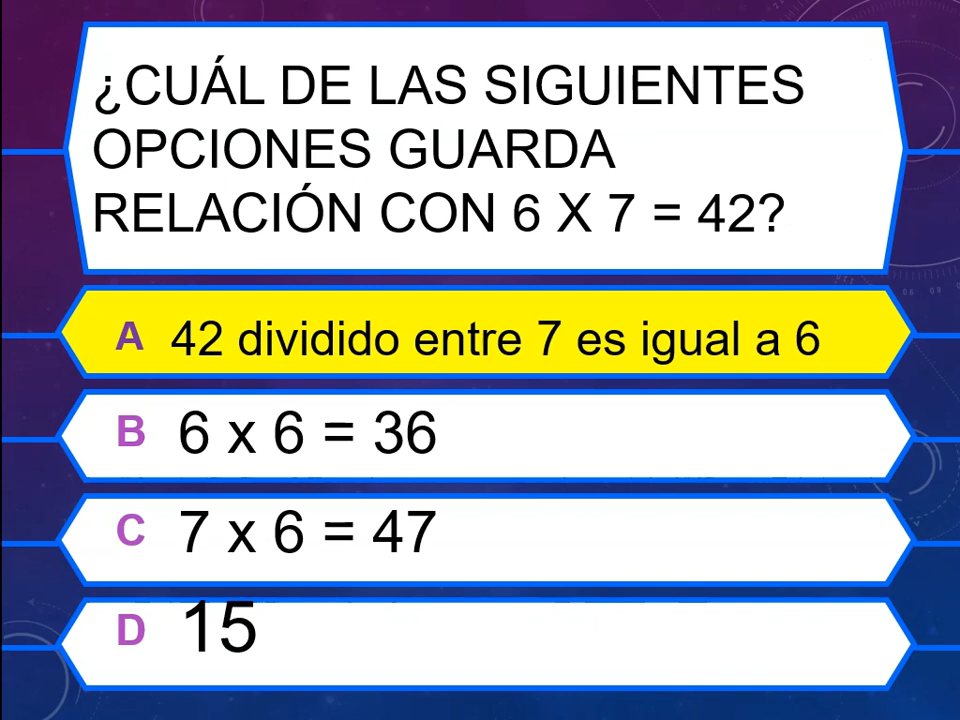 ¿CUÁL DE LAS SIGUIENTES
OPCIONES GUARDA
RELACIÓN CON 6 X 7 = 42?
A 42 dividido entre 7 es igual a 6
B 6 x 6 = 36
C 7 x 6 = 47
D 15